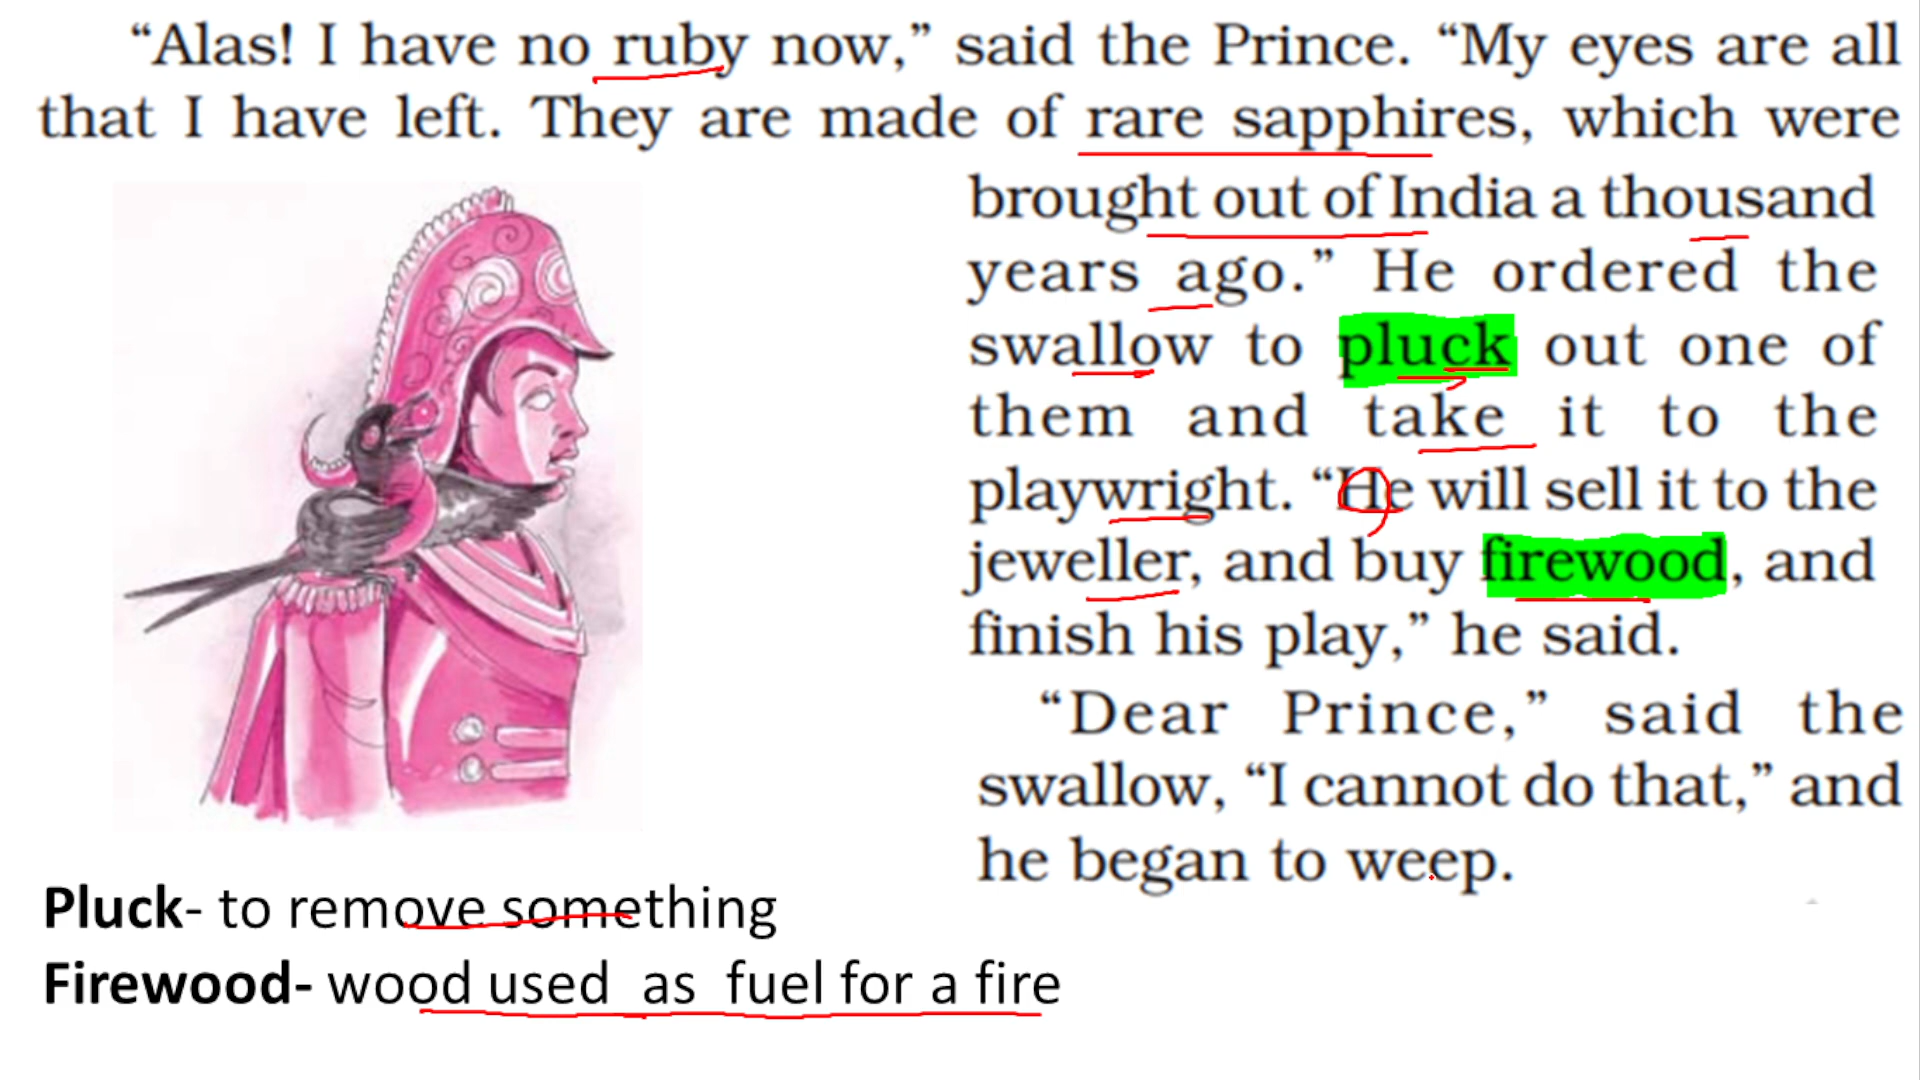 “Alas! I have no ruby now,” said the Prince. “My eyes are all
that I have left. They are made of rare sapphires, which were
brought out of India a thousand
years ago.” He ordered the
swallow to pluck out one of
them and take it to the
playwright. “He will sell it to the
jeweller, and buy firewood, and
finish his play,” he said.
“Dear Prince,” said the
swallow, “I cannot do that,” and
he began to weep.
Pluck- to remove something
Firewood- wood used as fuel for a fire